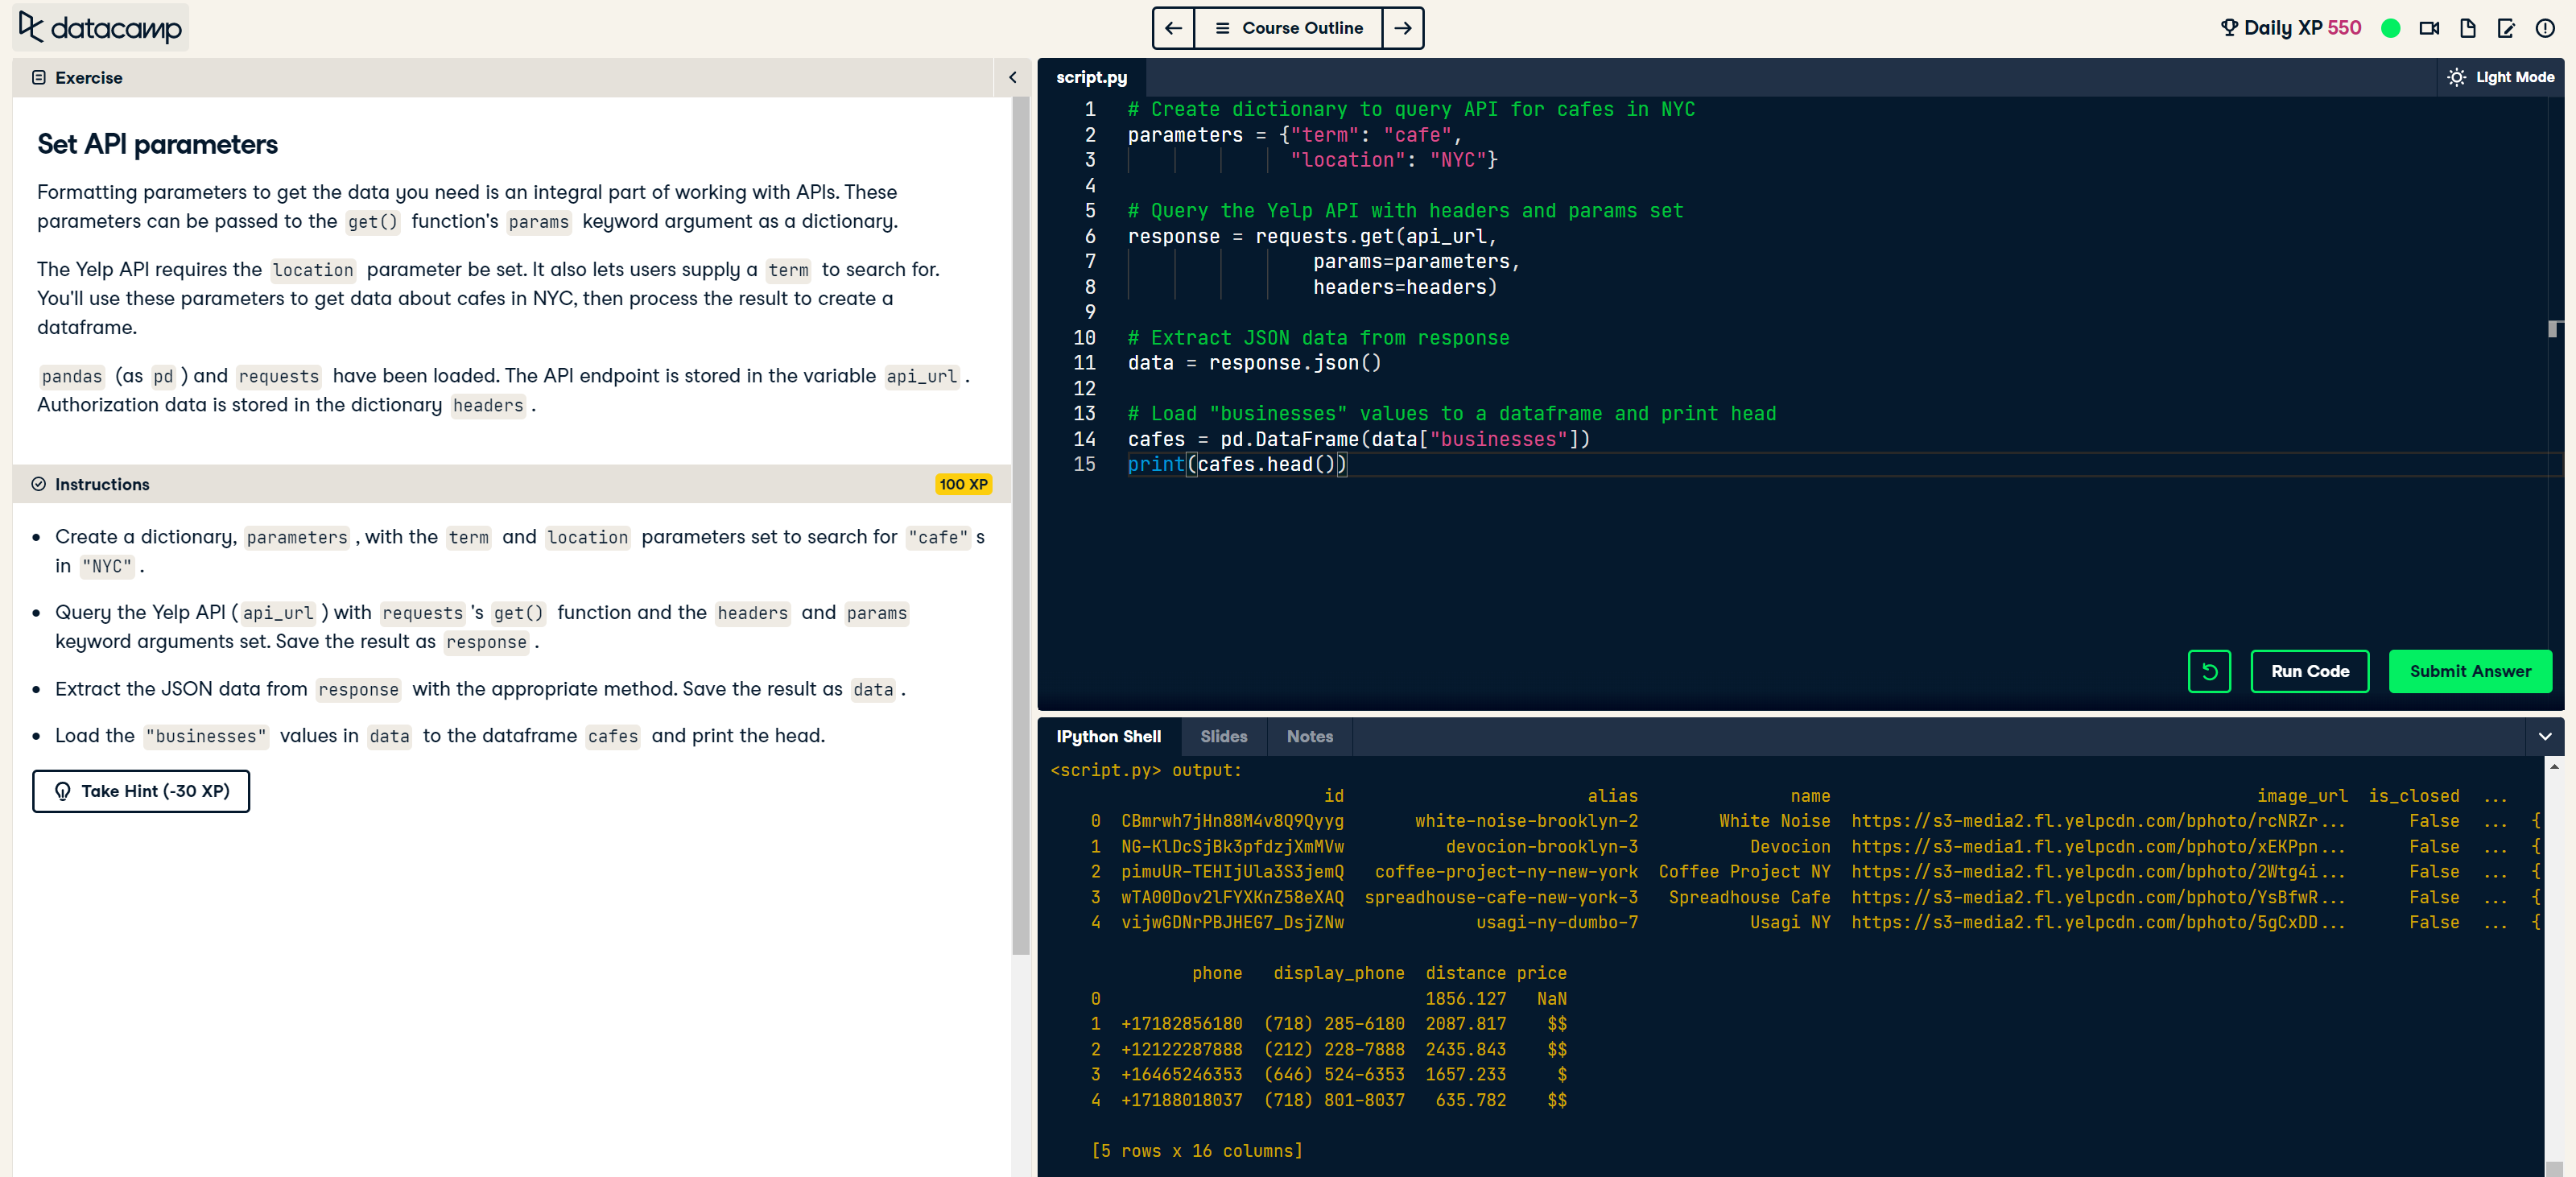 datacamp
Course Outline
Daily XP 550
Exercise
Set API parameters
Formatting parameters to get the data you need is an integral part of working with APIs. These
parameters can be passed to the get() function's params keyword argument as a dictionary.
The Yelp API requires the location parameter be set. It also lets users supply a term to search for.
You'll use these parameters to get data about cafes in NYC, then process the result to create a
dataframe.
pandas (as pd ) and requests have been loaded. The API endpoint is stored in the variable api_url .
Authorization data is stored in the dictionary headers .
Instructions
100 XP
Create a dictionary, parameters , with the term and location parameters set to search for "cafe" s
in "NYC" .
Query the Yelp API ( api_url ) with requests 's get() function and the headers and params
keyword arguments set. Save the result as response .
Extract the JSON data from response with the appropriate method. Save the result as data .
Load the "businesses" values in data to the dataframe cafes and print the head.
Take Hint (-30 XP)
script.py
Light Mode
1 # Create dictionary to query API for cafes in NYC
2 parameters = {"term": "cafe",
3 "location": "NYC"}
4
5 # Query the Yelp API with headers and params set
6 response = requests.get(api_url,
7 params=parameters,
8 headers=headers)
9
10 # Extract JSON data from response
11 data = response.json()
12
13 # Load "businesses" values to a dataframe and print head
14 cafes = pd.DataFrame(data["businesses"])
15 print(cafes.head())
Run Code
Submit Answer
IPython Shell
Slides
Notes
<script.py> output:
id alias name image_url is_closed ...
0 CBmrwh7jHn88M4v8Q9Qyyg white-noise-brooklyn-2 White Noise https://s3-media2.fl.yelpcdn.com/bphoto/rcNRZr... False ... {
1 NG-KlDcSjBk3pfdzjXmMVw devocion-brooklyn-3 Devocion https://s3-media1.fl.yelpcdn.com/bphoto/xEKPpn... False ... {
2 pimuUR-TEHIjUla3S3jemQ coffee-project-ny-new-york Coffee Project NY https://s3-media2.fl.yelpcdn.com/bphoto/2Wtg4i... False ... {
3 wTA00Dov2lFYXKnZ58eXAQ spreadhouse-cafe-new-york-3 Spreadhouse Cafe https://s3-media2.fl.yelpcdn.com/bphoto/YsBfwR... False ... {
4 vijwGDNrPBJHEG7_DsjZNw usagi-ny-dumbo-7 Usagi NY https://s3-media2.fl.yelpcdn.com/bphoto/5gCxDD... False ... {
phone display_phone distance price
0 1856.127 NaN
1 +17182856180 (718) 285-6180 2087.817 $$
2 +12122287888 (212) 228-7888 2435.843 $$
3 +16465246353 (646) 524-6353 1657.233 $
4 +17188018037 (718) 801-8037 635.782 $$
[5 rows x 16 columns]